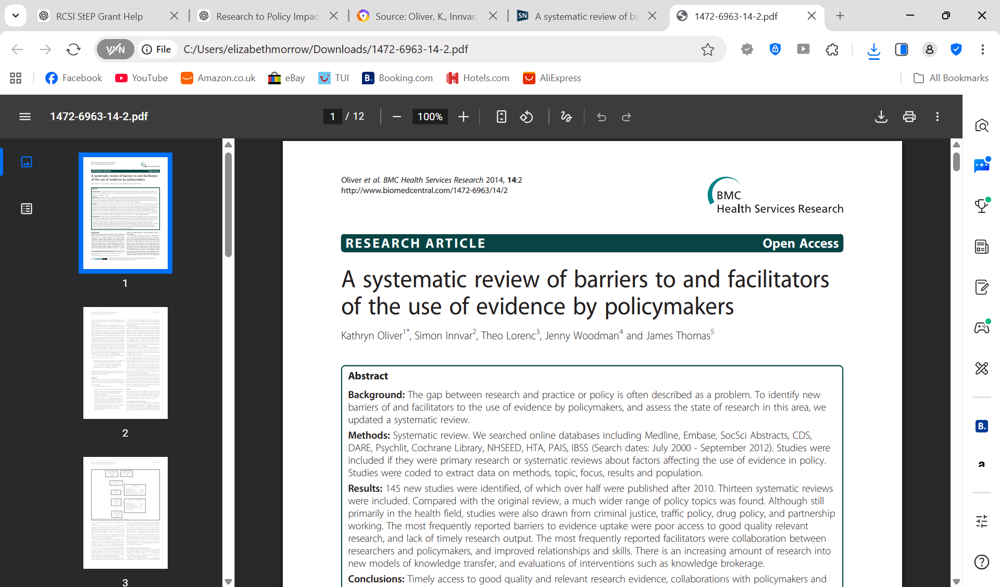 RCSI StEP Grant Help
Research to Policy Impac
Source: Oliver, K., Innvar,
A systematic review of ba
1472-6963-14-2.pdf
VPN
File
C:/Users/elizabethmorrow/Downloads/1472-6963-14-2.pdf
Facebook
YouTube
Amazon.co.uk
eBay
TUI
Booking.com
Hotels.com
AliExpress
All Bookmarks
1472-6963-14-2.pdf
1 / 12
100%
1
2
3
Oliver et al. BMC Health Services Research 2014, 14:2
http://www.biomedcentral.com/1472-6963/14/2
BMC
Health Services Research
RESEARCH ARTICLE Open Access
A systematic review of barriers to and facilitators
of the use of evidence by policymakers
Kathryn Oliver1*, Simon Innvar2, Theo Lorenc3, Jenny Woodman4 and James Thomas5
Abstract
Background: The gap between research and practice or policy is often described as a problem. To identify new
barriers of and facilitators to the use of evidence by policymakers, and assess the state of research in this area, we
updated a systematic review.
Methods: Systematic review. We searched online databases including Medline, Embase, SocSci Abstracts, CDS,
DARE, Psychlit, Cochrane Library, NHSEED, HTA, PAIS, IBSS (Search dates: July 2000 - September 2012). Studies were
included if they were primary research or systematic reviews about factors affecting the use of evidence in policy.
Studies were coded to extract data on methods, topic, focus, results and population.
Results: 145 new studies were identified, of which over half were published after 2010. Thirteen systematic reviews
were included. Compared with the original review, a much wider range of policy topics was found. Although still
primarily in the health field, studies were also drawn from criminal justice, traffic policy, drug policy, and partnership
working. The most frequently reported barriers to evidence uptake were poor access to good quality relevant
research, and lack of timely research output. The most frequently reported facilitators were collaboration between
researchers and policymakers, and improved relationships and skills. There is an increasing amount of research into
new models of knowledge transfer, and evaluations of interventions such as knowledge brokerage.
Conclusions: Timely access to good quality and relevant research evidence, collaborations with policymakers and